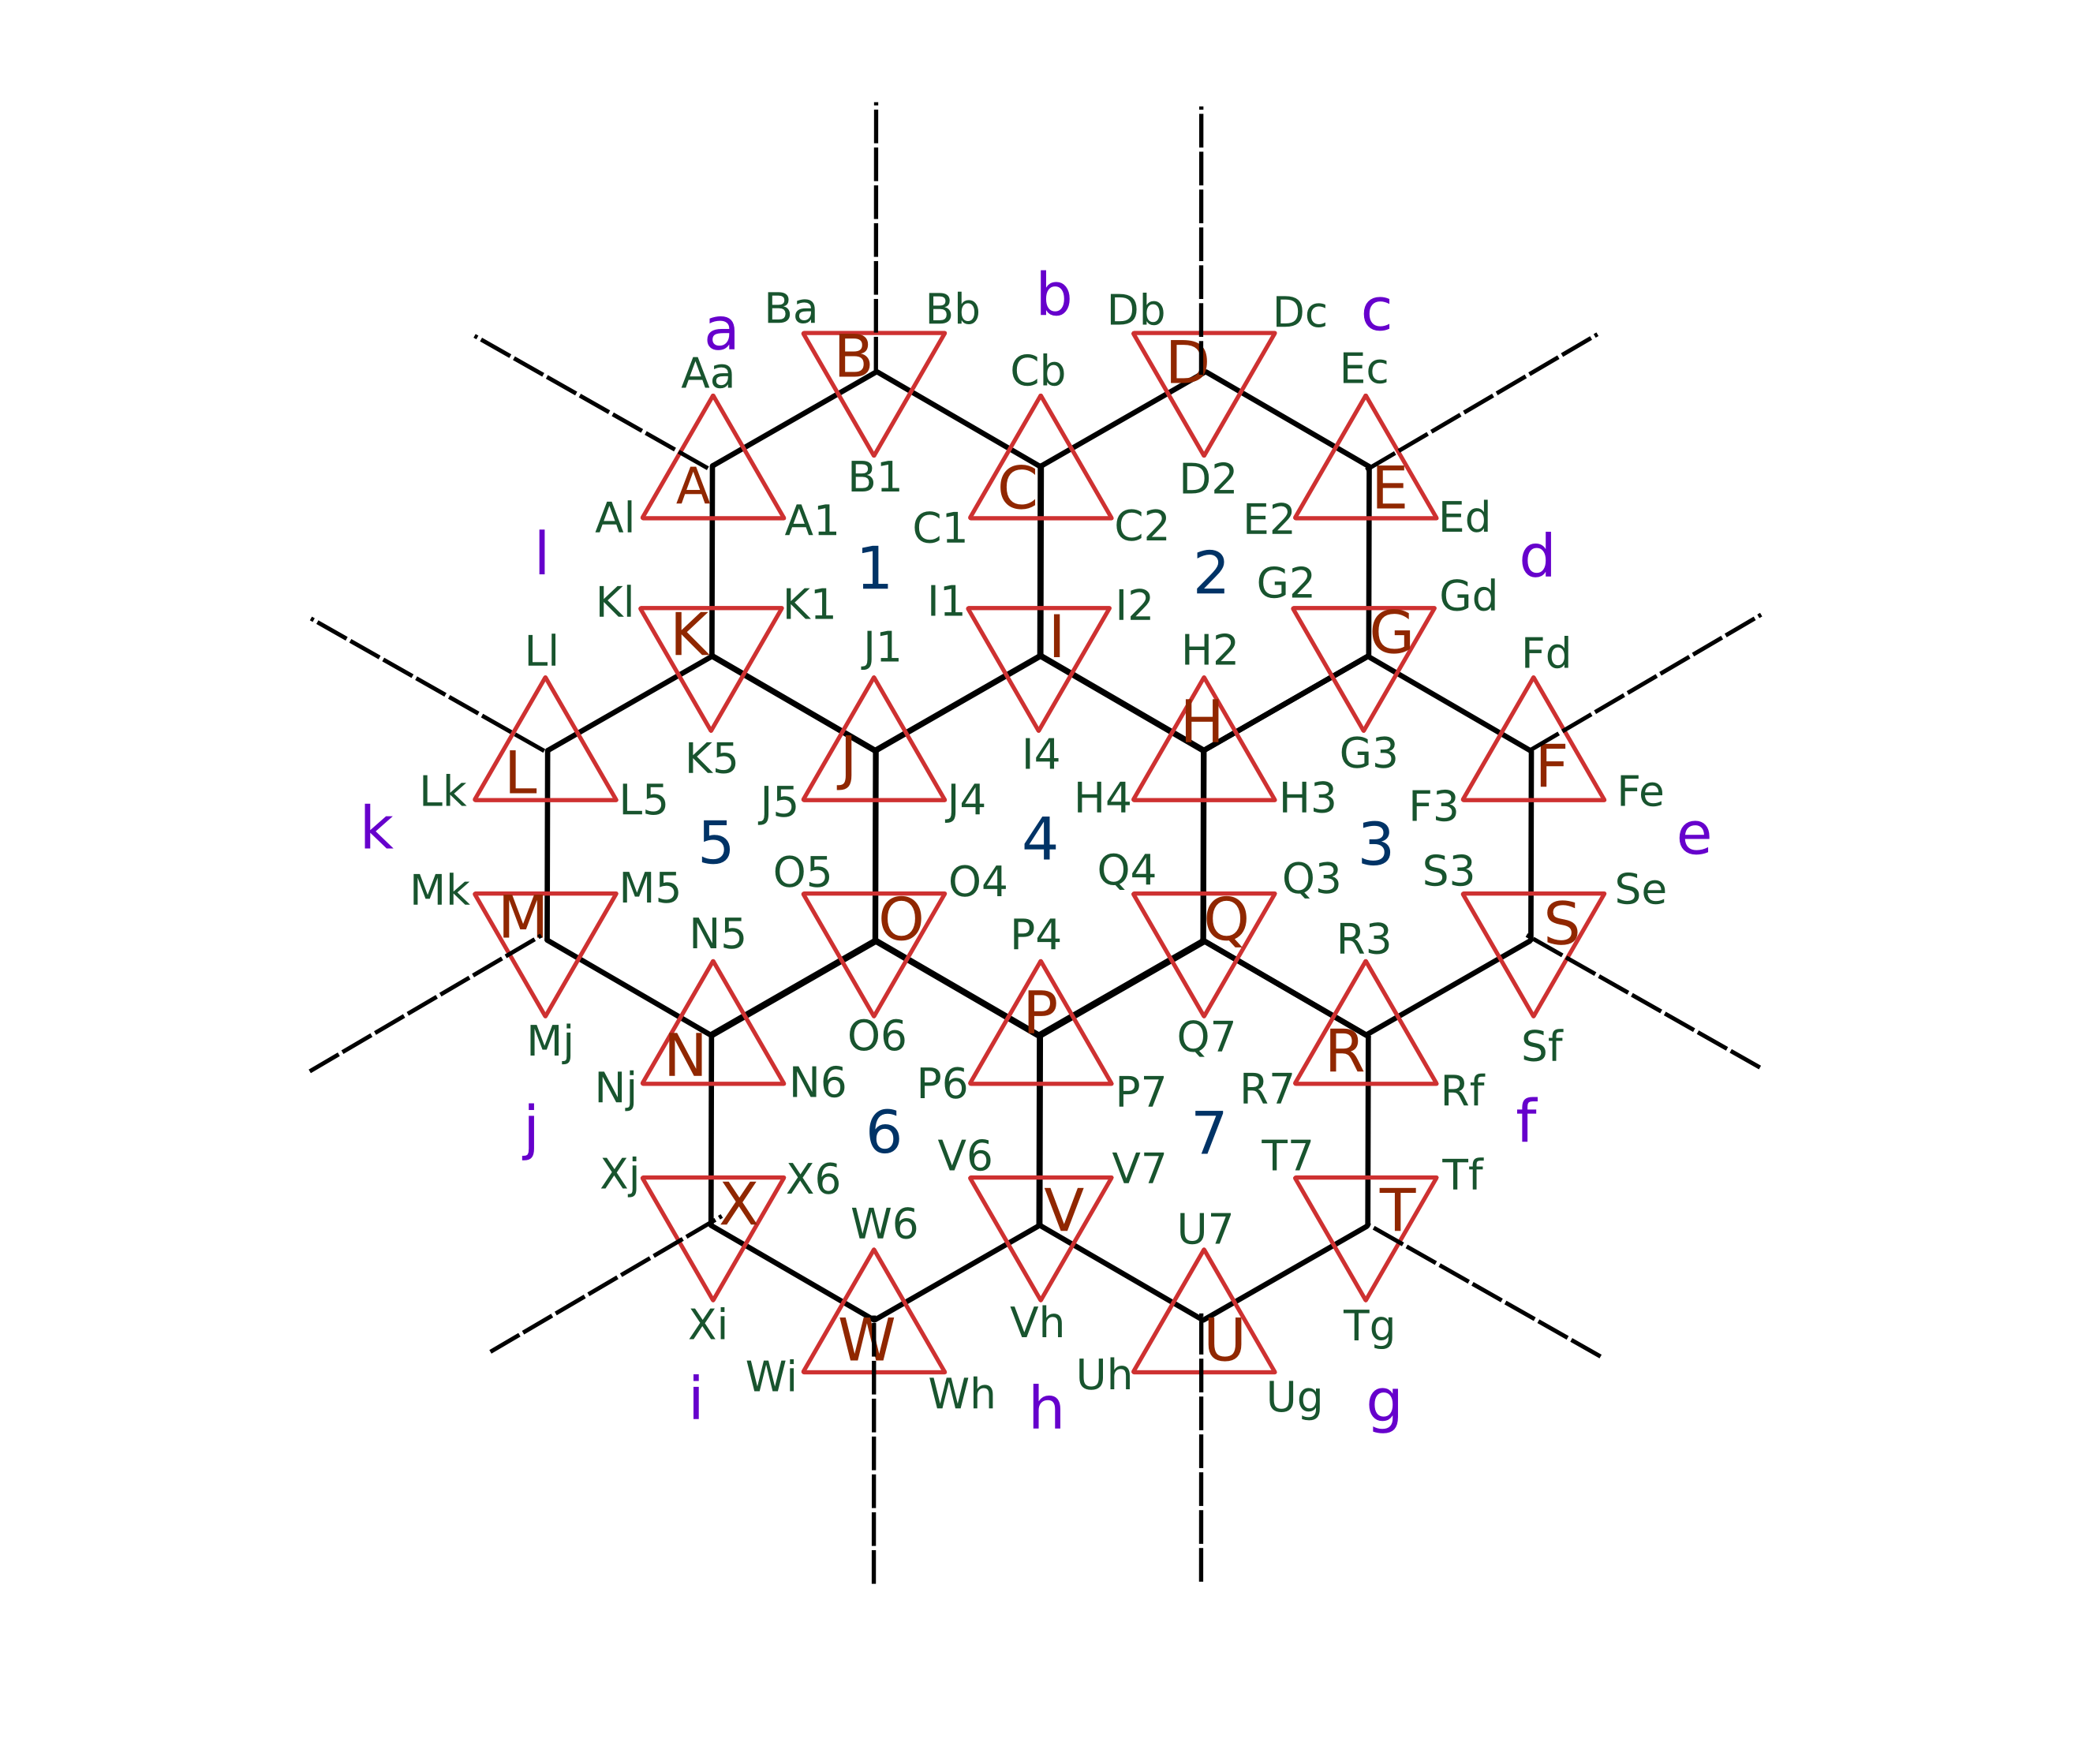 b
Ba Bb Db Dc c
a B D
Aa Cb Ec
A B1 C D2 E
Al A1 C1 C2 E2 Ed
l 1 2 d
Kl K1 I1 I2 G2 Gd
K J1 I H2 G Fd
Ll
K5 I4 H G3
L J F
Lk L5 J5 J4 H4 H3 F3 Fe
k 5 4 3 e
Mk M5 O5 O4 Q4 Q3 S3 Se
M N5 O P4 Q R3 S
Mj O6 P Q7 Sf
N R
Nj N6 P6 P7 R7 Rf
j 6 7 f
Xj X6 V6 V7 T7 Tf
X W6 V U7 T
Xi W Vh U Tg
Wi Wh Uh Ug
i h g